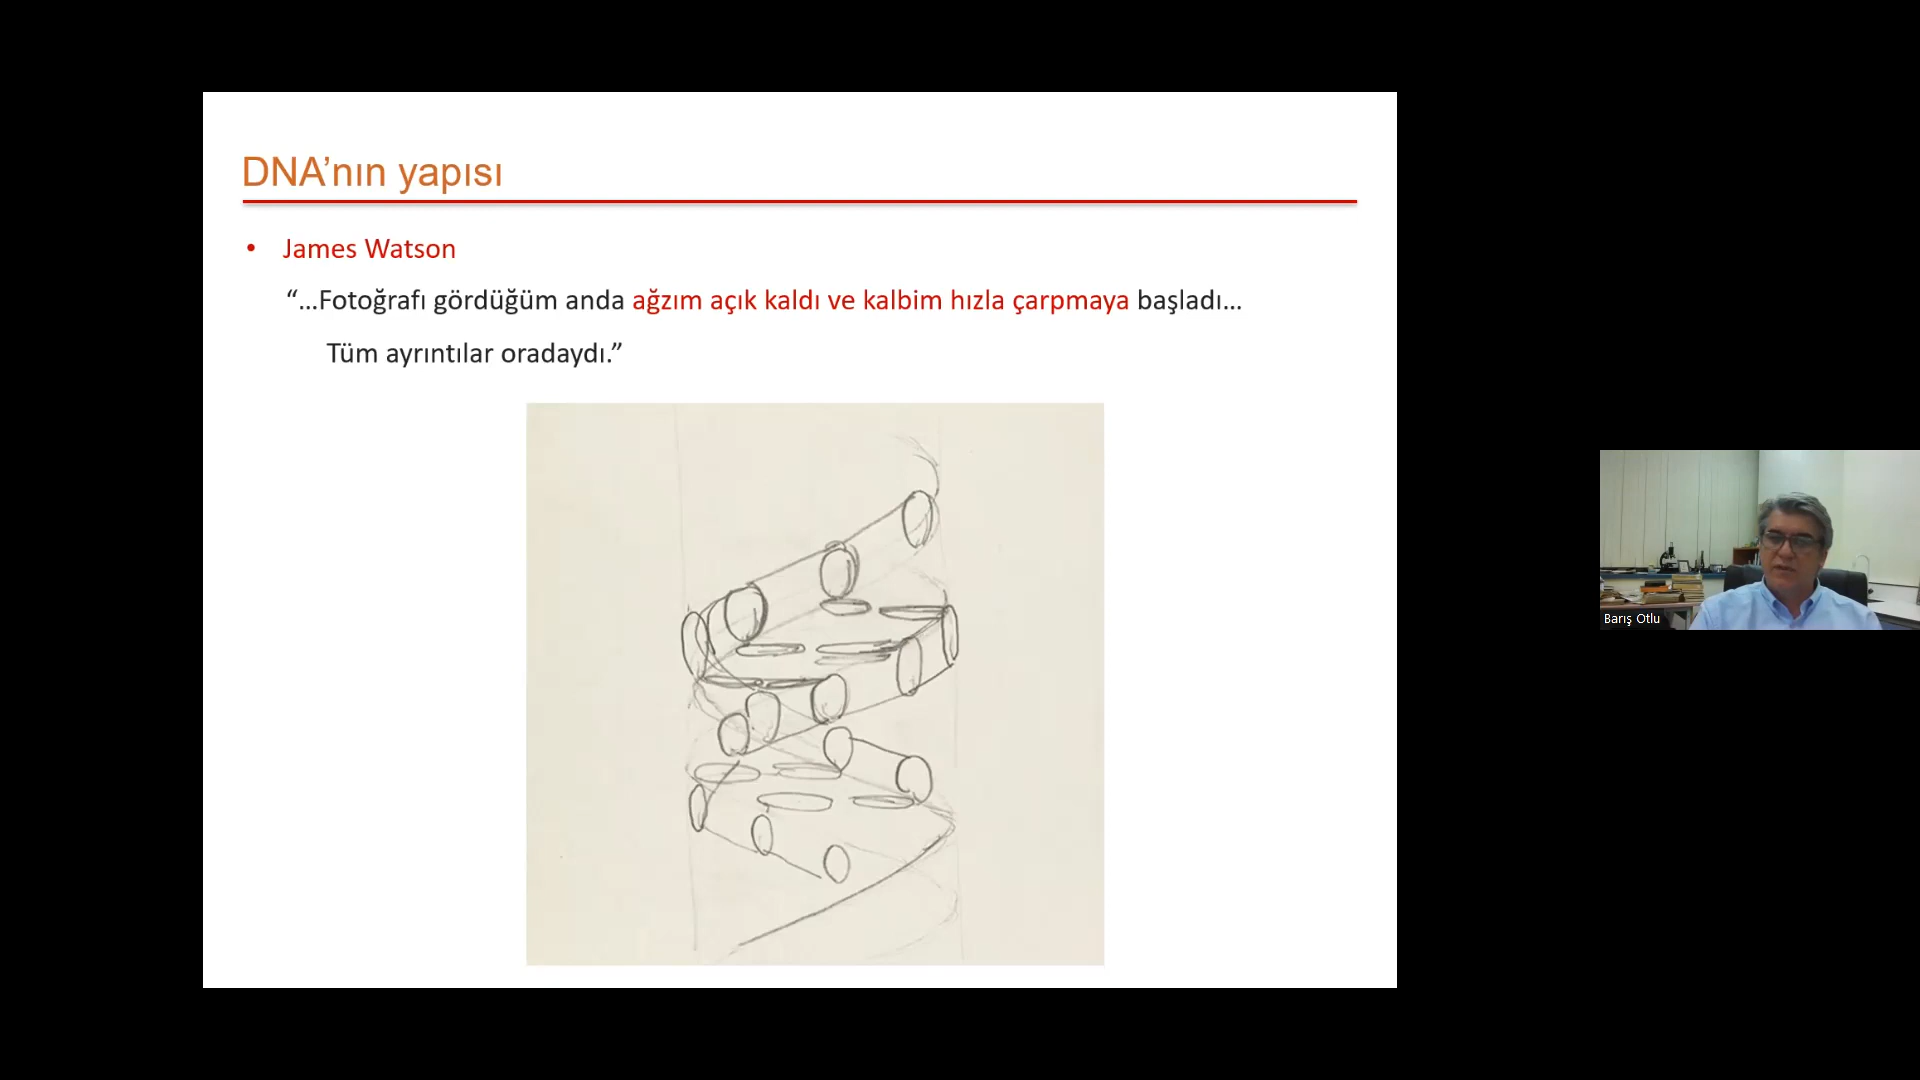 DNA’nın yapısı
• James Watson
“…Fotoğrafı gördüğüm anda ağzım açık kaldı ve kalbim hızla çarpmaya başladı…
Tüm ayrıntılar oradaydı.”
Barış Otlu